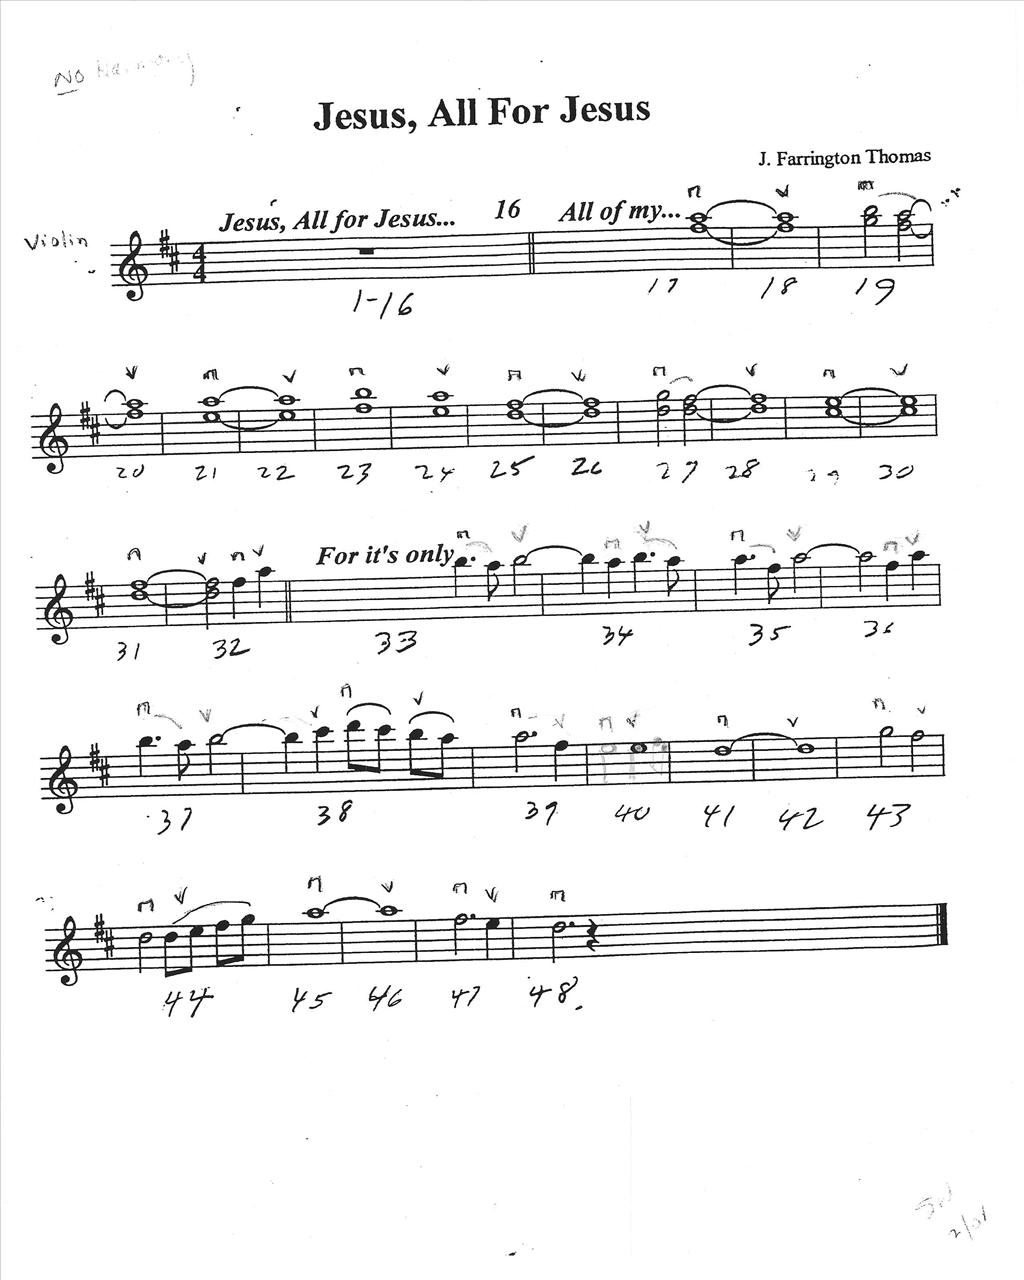 No Harmony
Jesus, All For Jesus
J. Farrington Thomas
Violin
Jesus, All for Jesus... 16 All of my...
4
4
1-16 17 18 19
20 21 22 23 24 25 26 27 28 29 30
For it's only...
31 32 33 34 35 36
37 38 39 40 41 42 43
44 45 46 47 48.
2/01